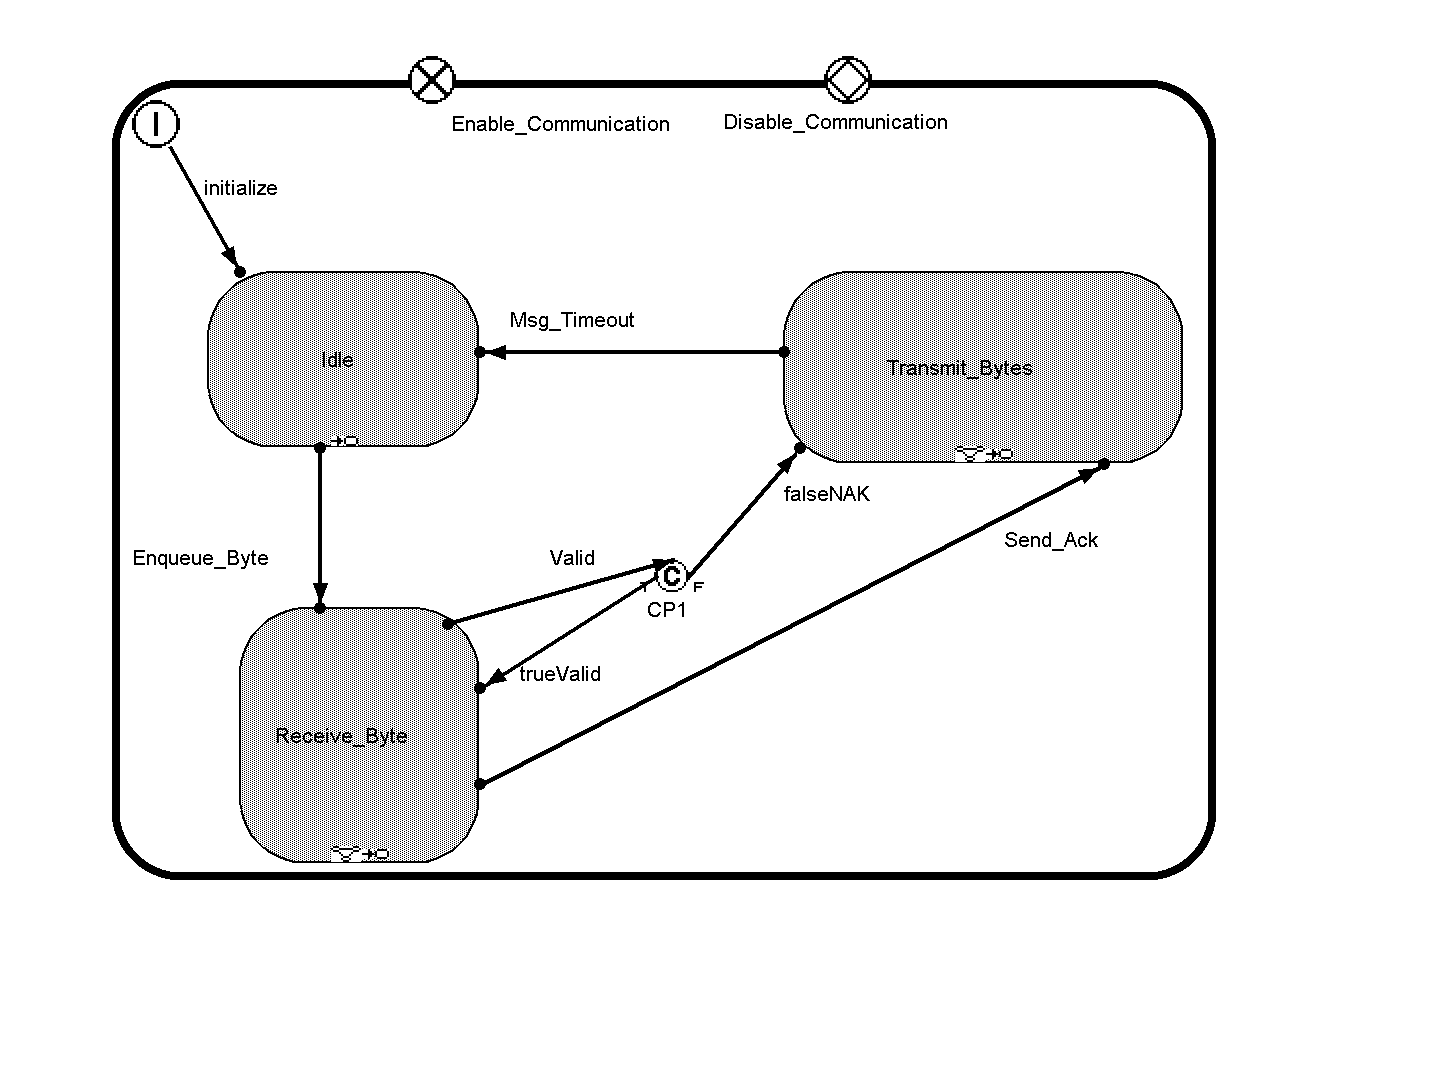 Enable_Communication
Disable_Communication
I
initialize
Msg_Timeout
Idle
Transmit_Bytes
falseNAK
Send_Ack
Enqueue_Byte
Valid
C
T
F
CP1
trueValid
Receive_Byte